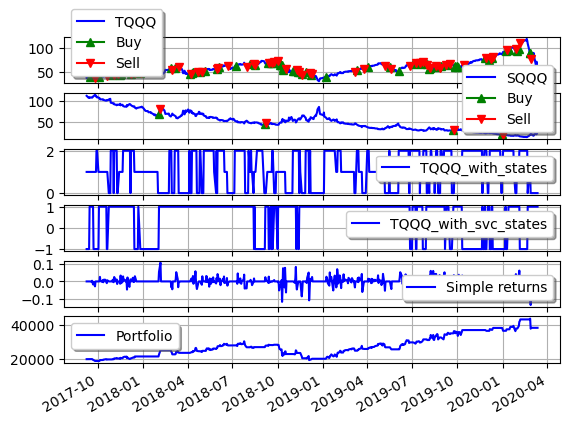 TQQQ
Buy
Sell
100
50
SQQQ
Buy
Sell
100
50
2
0
TQQQ_with_states
1
0
−1
TQQQ_with_svc_states
0.1
0.0
−0.1
Simple returns
40000
20000
Portfolio
2017-10
2018-01
2018-04
2018-07
2018-10
2019-01
2019-04
2019-07
2019-10
2020-01
2020-04